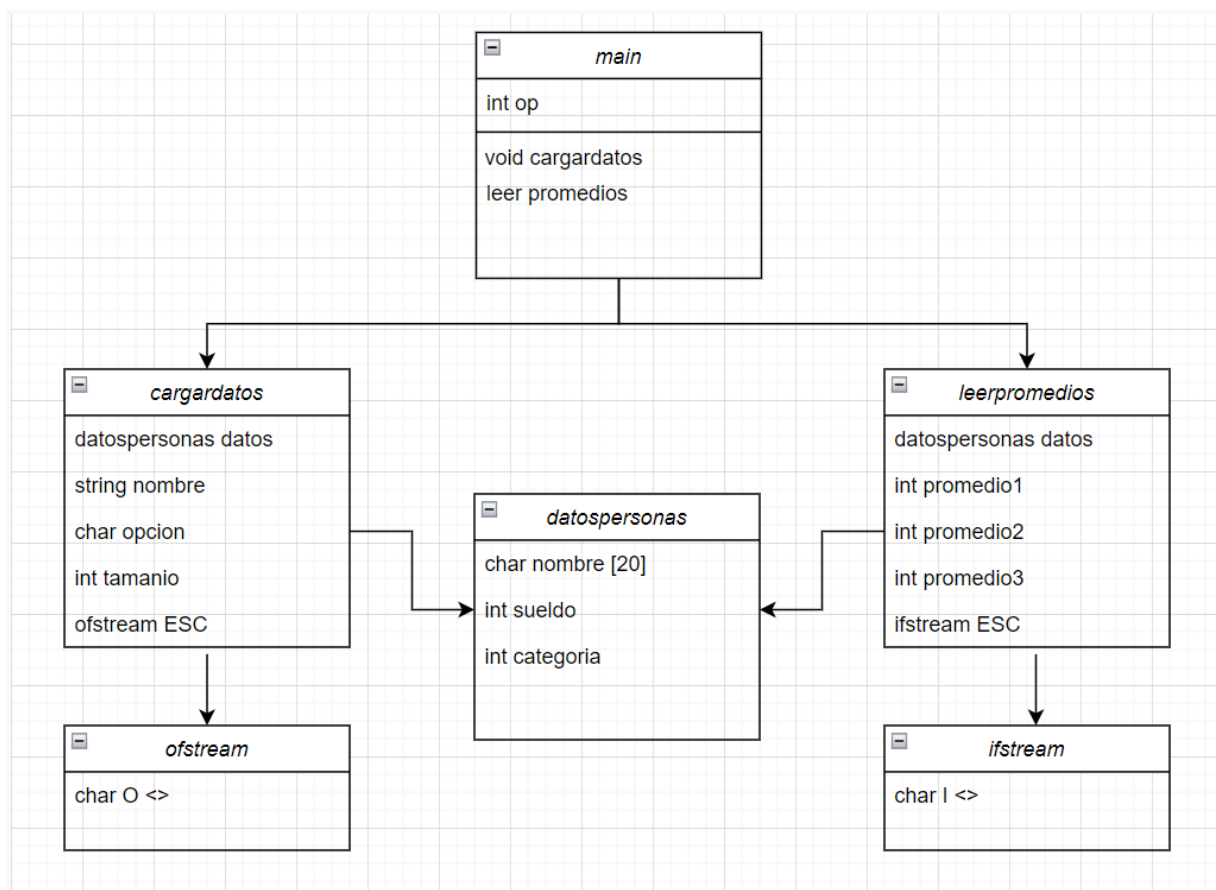 main
int op
void cargardatos
leer promedios
cargardatos
datospersonas datos
string nombre
char opcion
int tamanio
ofstream ESC
datospersonas
char nombre [20]
int sueldo
int categoria
leerpromedios
datospersonas datos
int promedio1
int promedio2
int promedio3
ifstream ESC
ofstream
char O <>
ifstream
char I <>